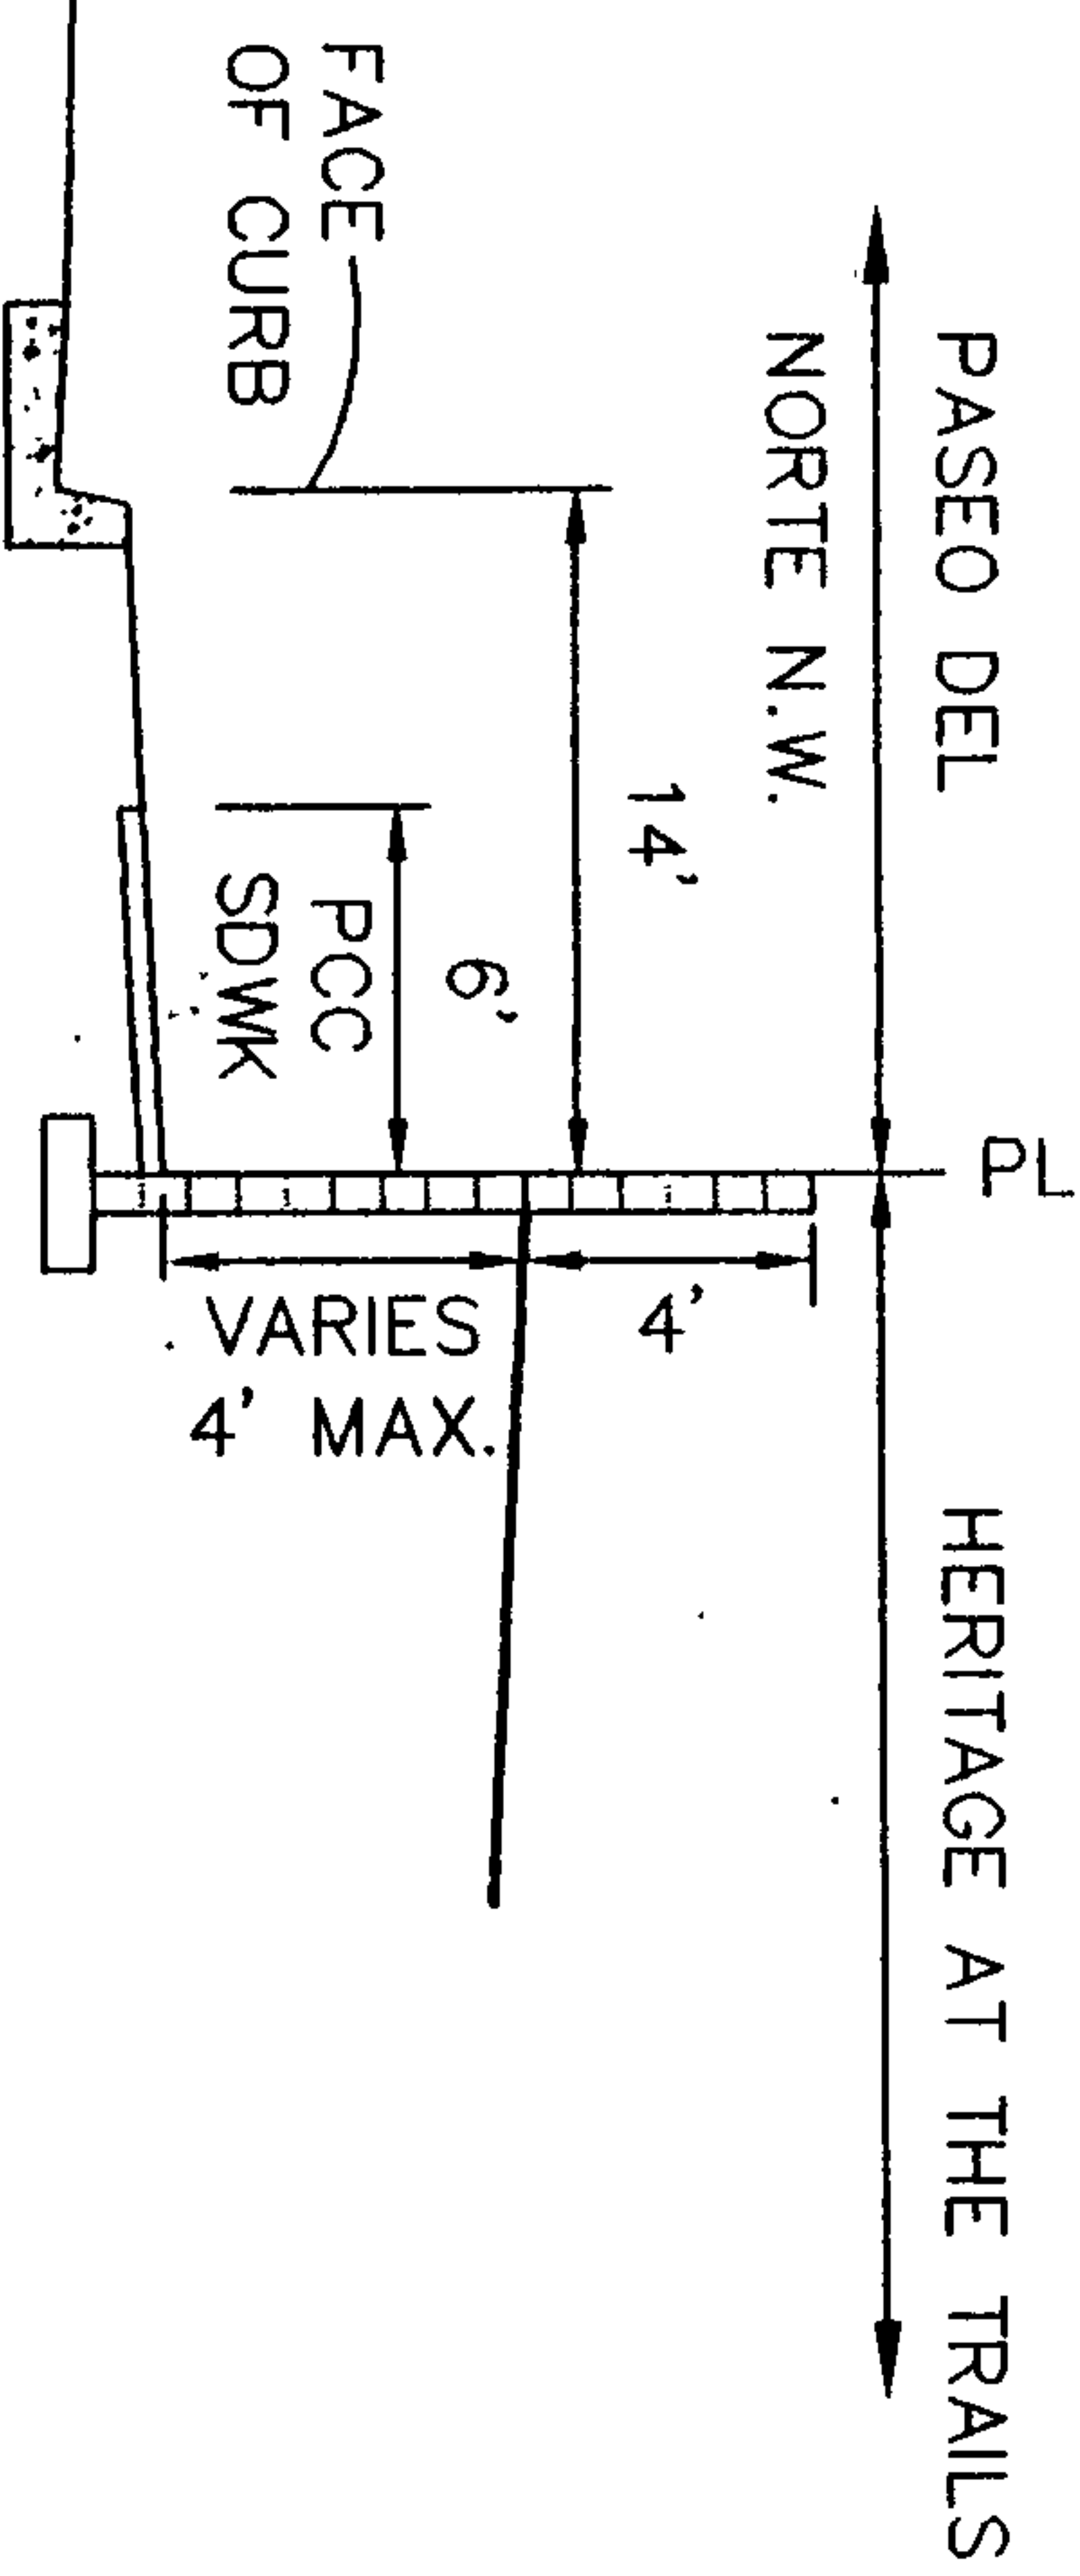 PASEO DEL
NORTE N.W.
PL
HERITAGE AT THE TRAILS
14'
6'
PCC
SDWK
FACE
OF CURB
4'
VARIES
4' MAX.